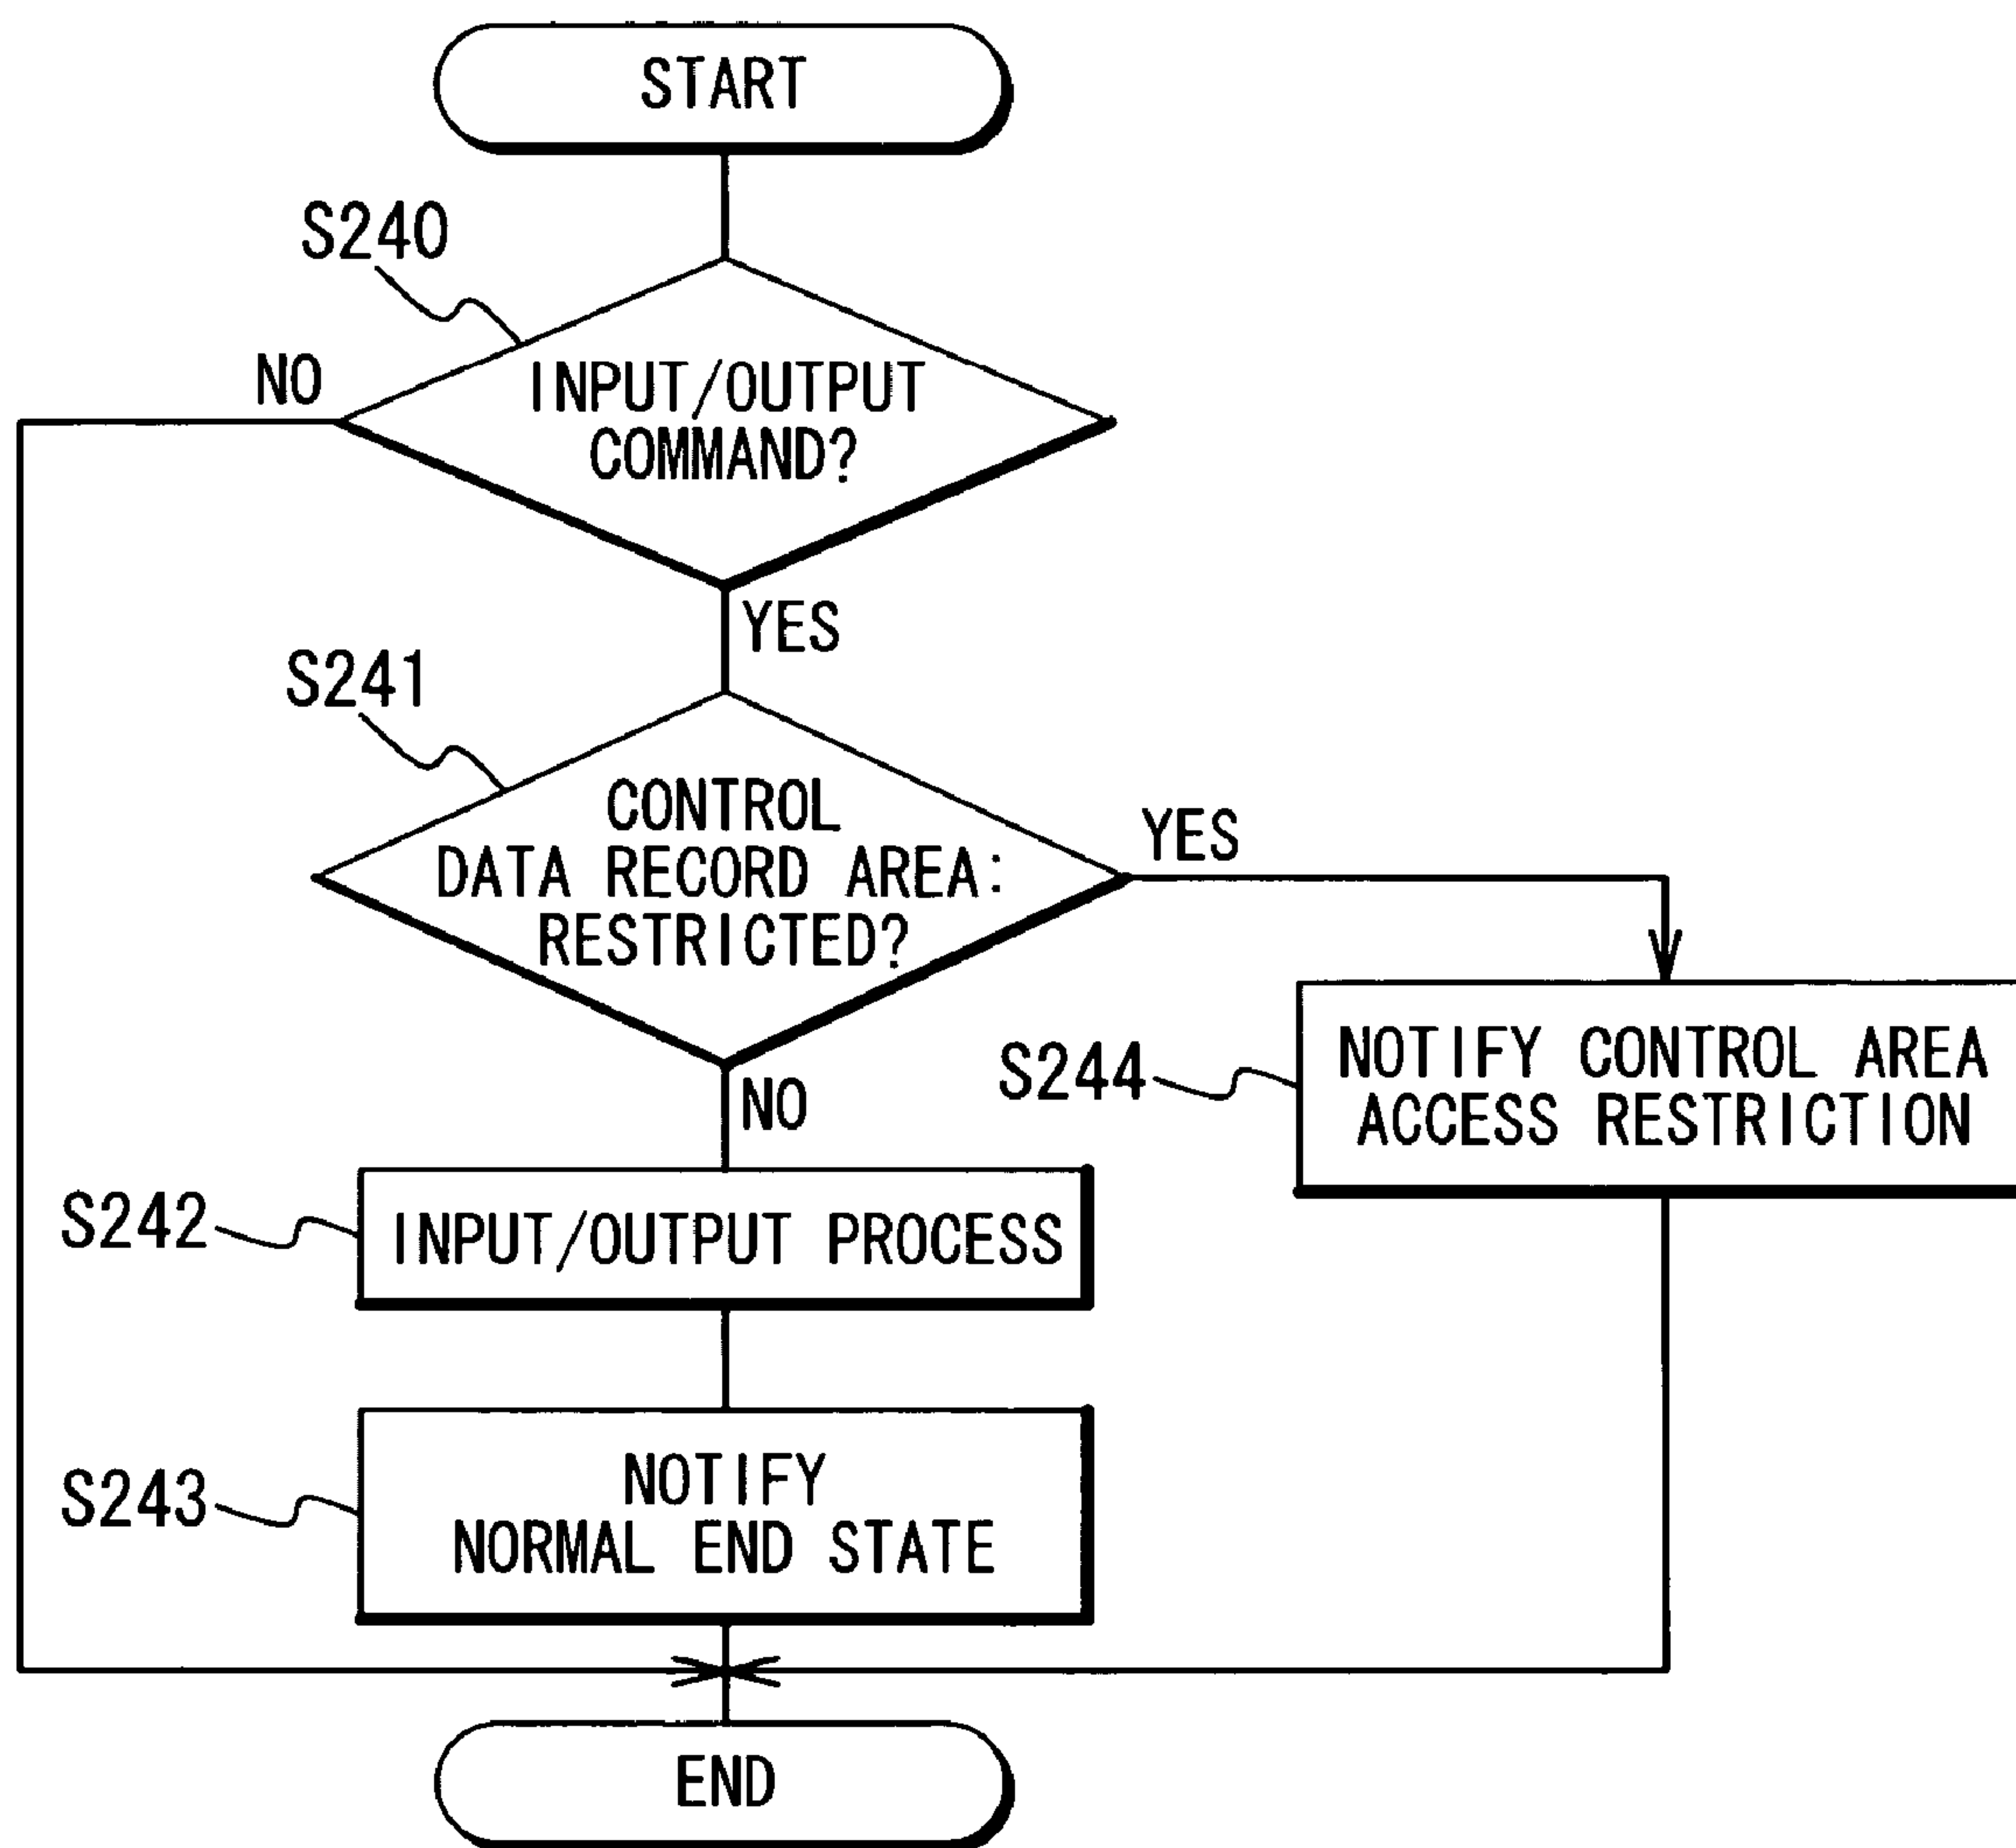 START
S240
NO
INPUT/OUTPUT
COMMAND?
YES
S241
CONTROL
DATA RECORD AREA:
RESTRICTED?
YES
NO
S244
NOTIFY CONTROL AREA
ACCESS RESTRICTION
S242
INPUT/OUTPUT PROCESS
S243
NOTIFY
NORMAL END STATE
END